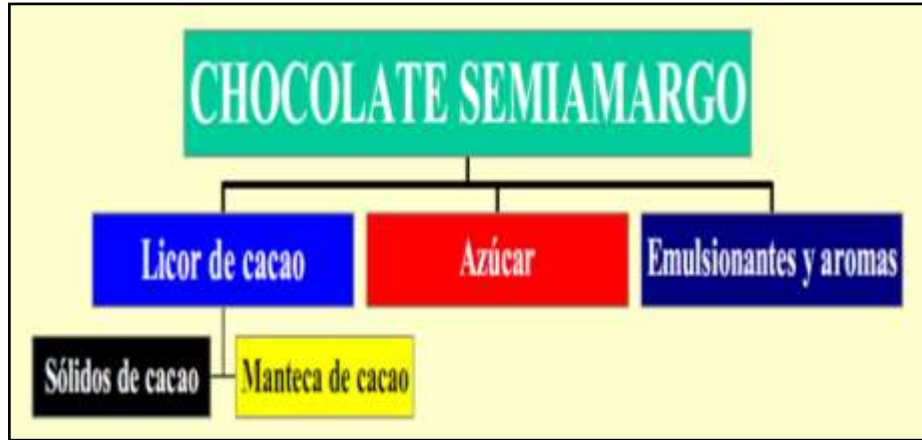 CHOCOLATE SEMIAMARGO
Licor de cacao
Azúcar
Emulsionantes y aromas
Sólidos de cacao
Manteca de cacao